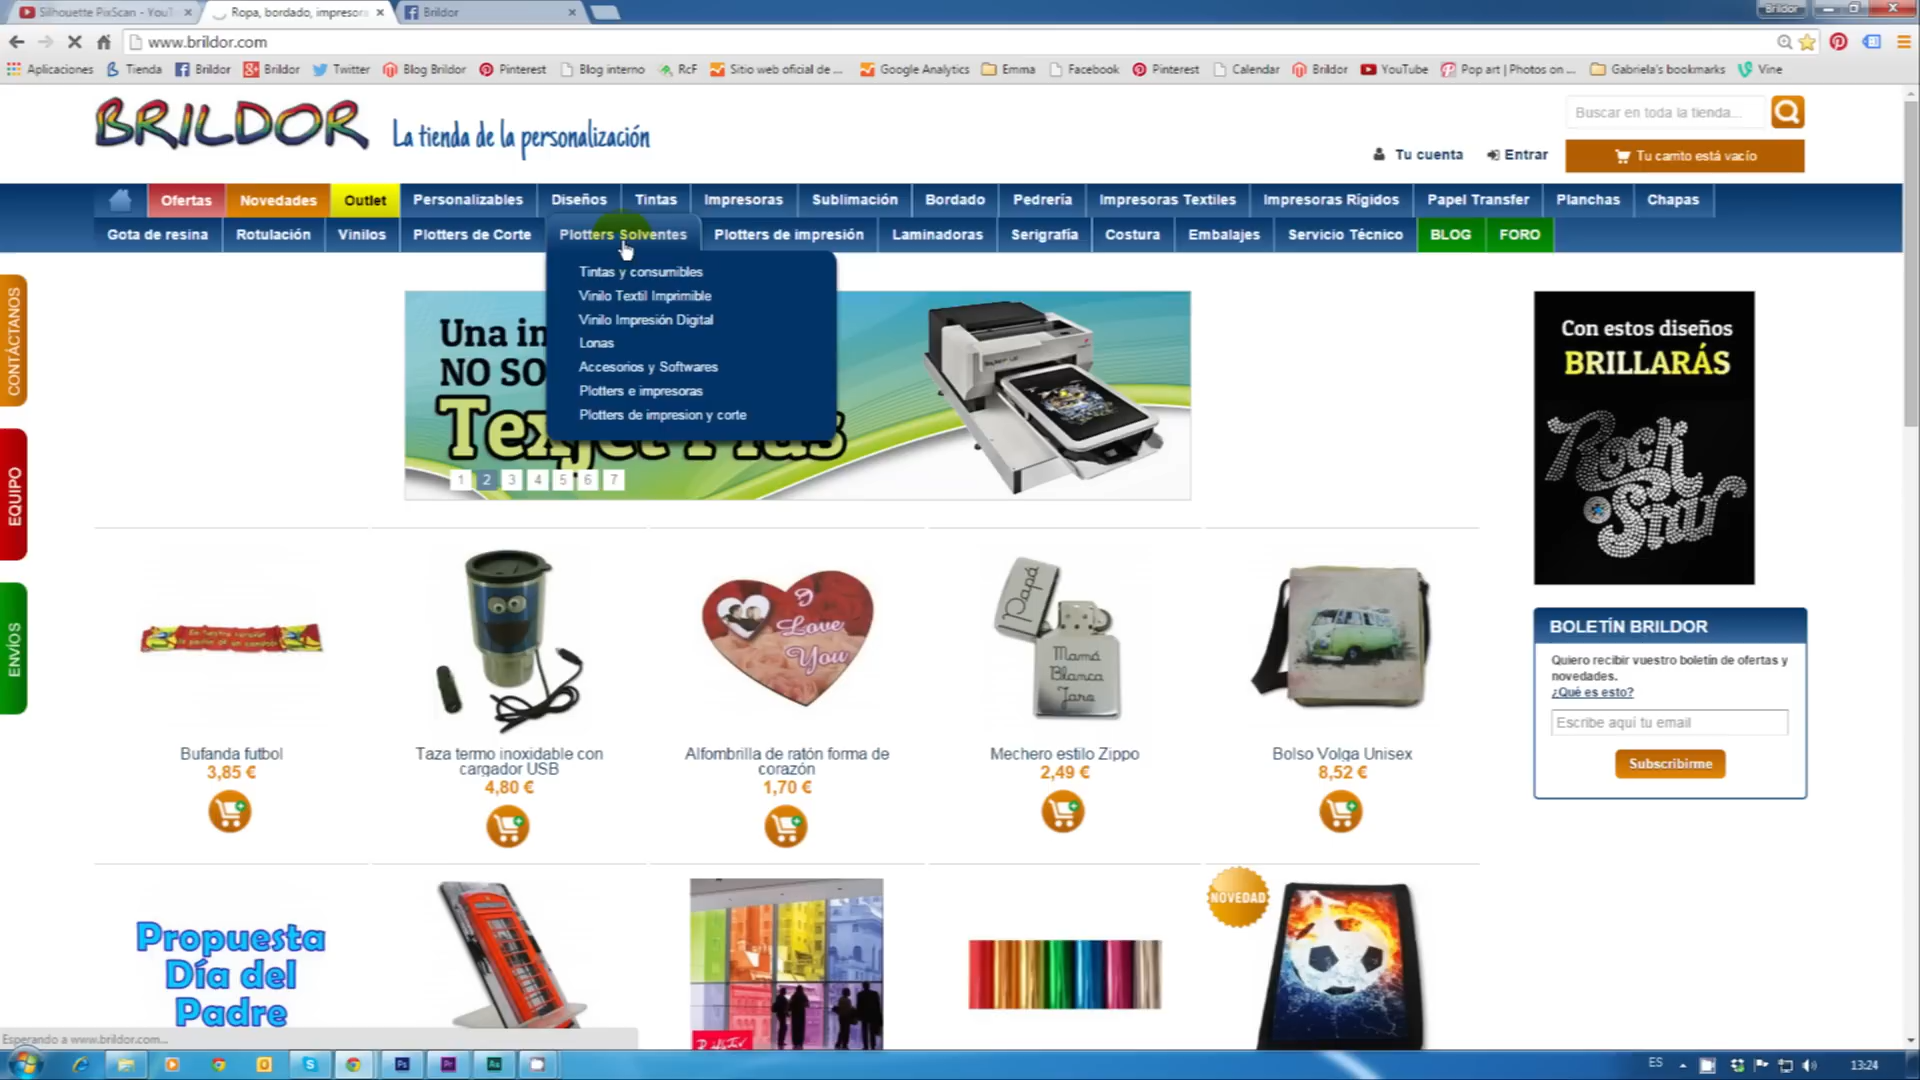 Silhouette PixScan - YouT
Ropa, bordado, impresora
Brildor
Brildor
www.brildor.com
Aplicaciones
Tienda
Brildor
Brildor
Twitter
Blog Brildor
Pinterest
Blog interno
RcF
Sitio web oficial de ...
Google Analytics
Emma
Facebook
Pinterest
Calendar
Brildor
YouTube
Pop art | Photos on ...
Gabriela's bookmarks
Vine
BRILDOR
La tienda de la personalización
Buscar en toda la tienda...
Tu cuenta
Entrar
Tu carrito está vacío
Ofertas
Novedades
Outlet
Personalizables
Diseños
Tintas
Impresoras
Sublimación
Bordado
Pedrería
Impresoras Textiles
Impresoras Rígidos
Papel Transfer
Planchas
Chapas
Gota de resina
Rotulación
Vinilos
Plotters de Corte
Plotters Solventes
Plotters de impresión
Laminadoras
Serigrafía
Costura
Embalajes
Servicio Técnico
BLOG
FORO
Tintas y consumibles
Vinilo Textil Imprimible
Vinilo Impresión Digital
Lonas
Accesorios y Softwares
Plotters e impresoras
Plotters de impresion y corte
CONTÁCTANOS
EQUIPO
ENVÍOS
Una
NO SO
Texjet Plus
1 2 3 4 5 6 7
Con estos diseños
BRILLARÁS
Rock
Star
I
Love
You
Papá
Mamá
Blanca
Jare
Bufanda futbol
3,85 €
Taza termo inoxidable con
cargador USB
4,80 €
Alfombrilla de ratón forma de
corazón
1,70 €
Mechero estilo Zippo
2,49 €
Bolso Volga Unisex
8,52 €
BOLETÍN BRILDOR
Quiero recibir vuestro boletín de ofertas y
novedades.
¿Qué es esto?
Escribe aquí tu email
Subscribirme
Propuesta
Día del
Padre
NOVEDAD
Esperando a www.brildor.com...
ES
13:24